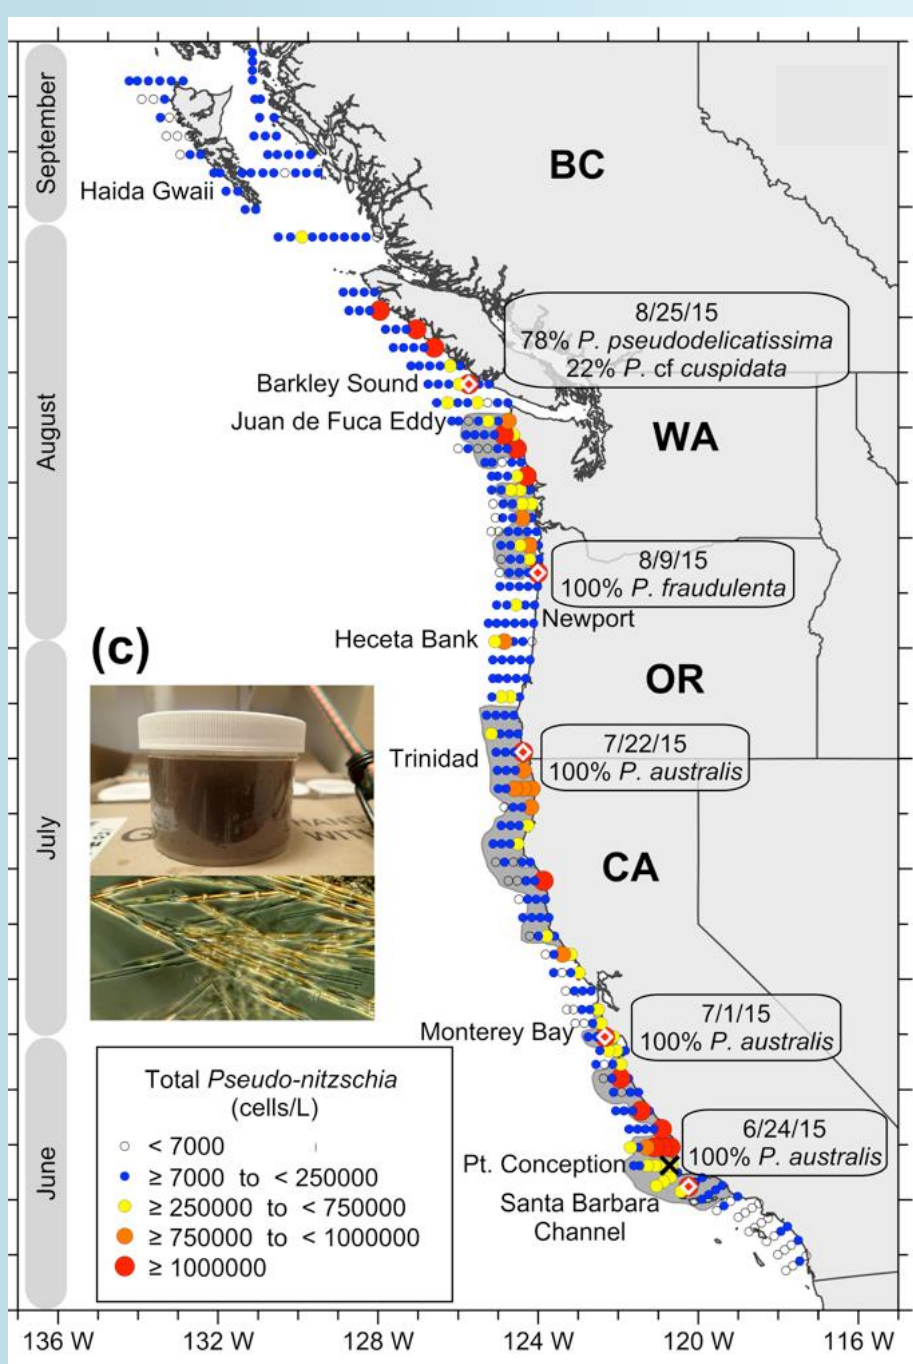 September
August
July
June
BC
Haida Gwaii
8/25/15
78% P. pseudodelicatissima
22% P. cf cuspidata
Barkley Sound
Juan de Fuca Eddy
WA
8/9/15
100% P. fraudulenta
Newport
Heceta Bank
(c)
OR
7/22/15
100% P. australis
Trinidad
CA
7/1/15
100% P. australis
Monterey Bay
6/24/15
100% P. australis
Pt. Conception
Santa Barbara
Channel
Total Pseudo-nitzschia
(cells/L)
< 7000
≥ 7000 to < 250000
≥ 250000 to < 750000
≥ 750000 to < 1000000
≥ 1000000
136 W 132 W 128 W 124 W 120 W 116 W